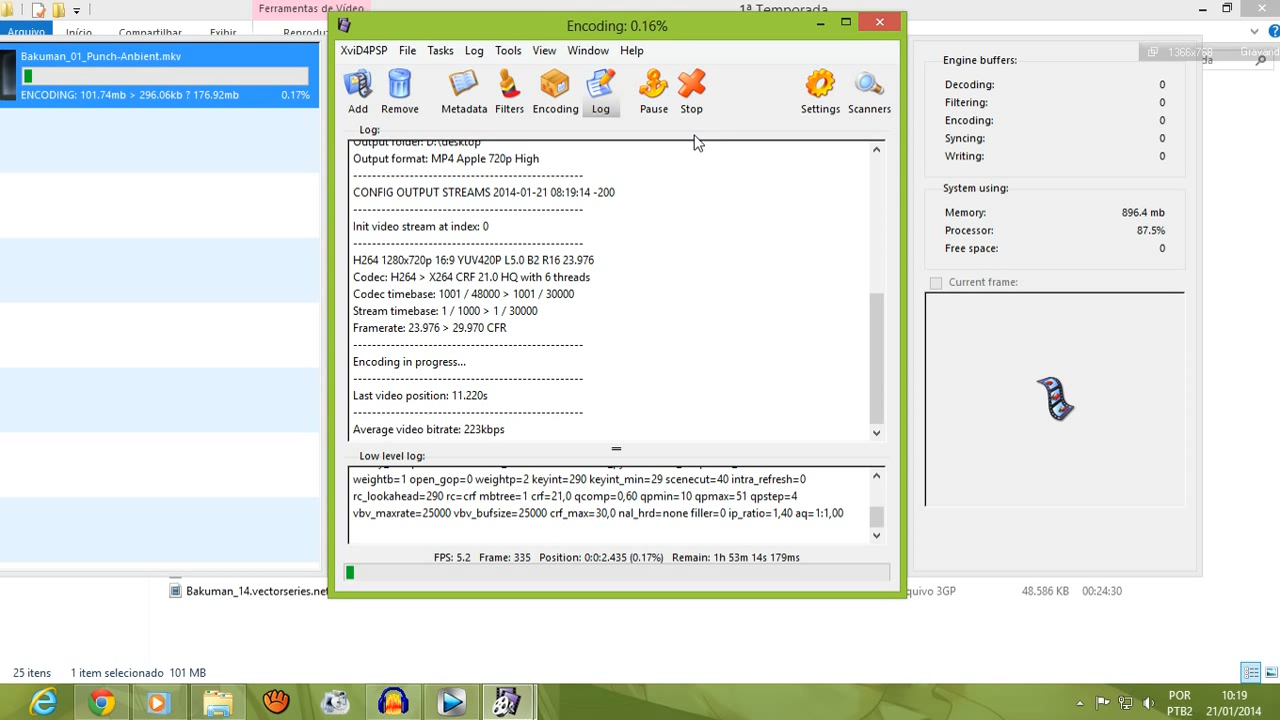 Ferramentas de Vídeo
1ª Temporada
Arquivo Início Compartilhar Exibir
Bakuman_01_Punch-Anbient.mkv
ENCODING: 101.74mb > 296.06kb ? 176.92mb 0.17%
Encoding: 0.16%
XviD4PSP File Tasks Log Tools View Window Help
Add Remove Metadata Filters Encoding Log Pause Stop Settings Scanners
Log:
Output folder: D:\desktop
Output format: MP4 Apple 720p High
CONFIG OUTPUT STREAMS 2014-01-21 08:19:14 -200
Init video stream at index: 0
H264 1280x720p 16:9 YUV420P L5.0 B2 R16 23.976
Codec: H264 > X264 CRF 21.0 HQ with 6 threads
Codec timebase: 1001 / 48000 > 1001 / 30000
Stream timebase: 1 / 1000 > 1 / 30000
Framerate: 23.976 > 29.970 CFR
Encoding in progress...
Last video position: 11.220s
Average video bitrate: 223kbps
Low level log:
weightb=1 open_gop=0 weightp=2 keyint=290 keyint_min=29 scenecut=40 intra_refresh=0
rc_lookahead=290 rc=crf mbtree=1 crf=21,0 qcomp=0,60 qpmin=10 qpmax=51 qpstep=4
vbv_maxrate=25000 vbv_bufsize=25000 crf_max=30,0 nal_hrd=none filler=0 ip_ratio=1,40 aq=1:1,00
FPS: 5.2 Frame: 335 Position: 0:0:2.435 (0.17%) Remain: 1h 53m 14s 179ms
1366x768
Engine buffers:
Decoding: 0
Filtering: 0
Encoding: 0
Syncing: 0
Writing: 0
System using:
Memory: 896.4 mb
Processor: 87.5%
Free space: 0
Current frame:
Bakuman_14.vectorseries.net
3GP 48.586 KB 00:24:30
25 itens 1 item selecionado 101 MB
POR 10:19
PTB2 21/01/2014